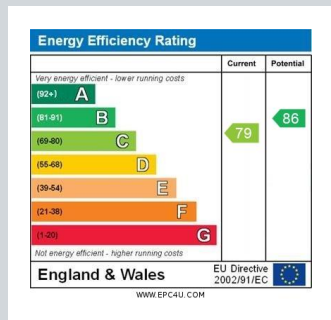 Energy Efficiency Rating
Current Potential
Very energy efficient - lower running costs
(92+) A
(81-91) B
(69-80) C
(55-68) D
(39-54) E
(21-38) F
(1-20) G
79
86
Not energy efficient - higher running costs
England & Wales
EU Directive
2002/91/EC
WWW.EPC4U.COM